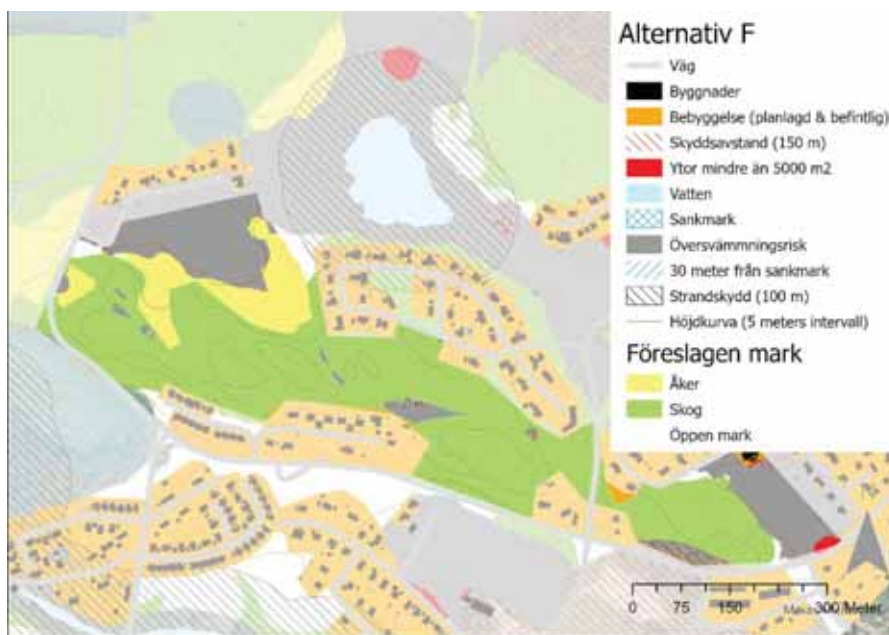 Alternativ F
Väg
Byggnader
Bebyggelse (planlagd & befintlig)
Skyddsavstand (150 m)
Ytor mindre än 5000 m2
Vatten
Sankmark
Översvämmningsrisk
30 meter från sankmark
Strandskydd (100 m)
Höjdkurva (5 meters intervall)
Föreslagen mark
Åker
Skog
Öppen mark
0 75 150 300 Meter